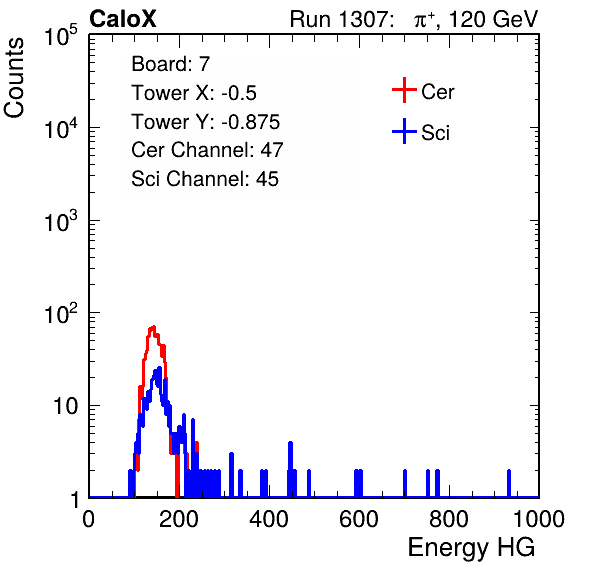 CaloX Run 1307: π⁺, 120 GeV
Counts
10⁵
10⁴
10³
10²
10
1
Board: 7
Tower X: -0.5
Tower Y: -0.875
Cer Channel: 47
Sci Channel: 45
Cer
Sci
0 200 400 600 800 1000
Energy HG